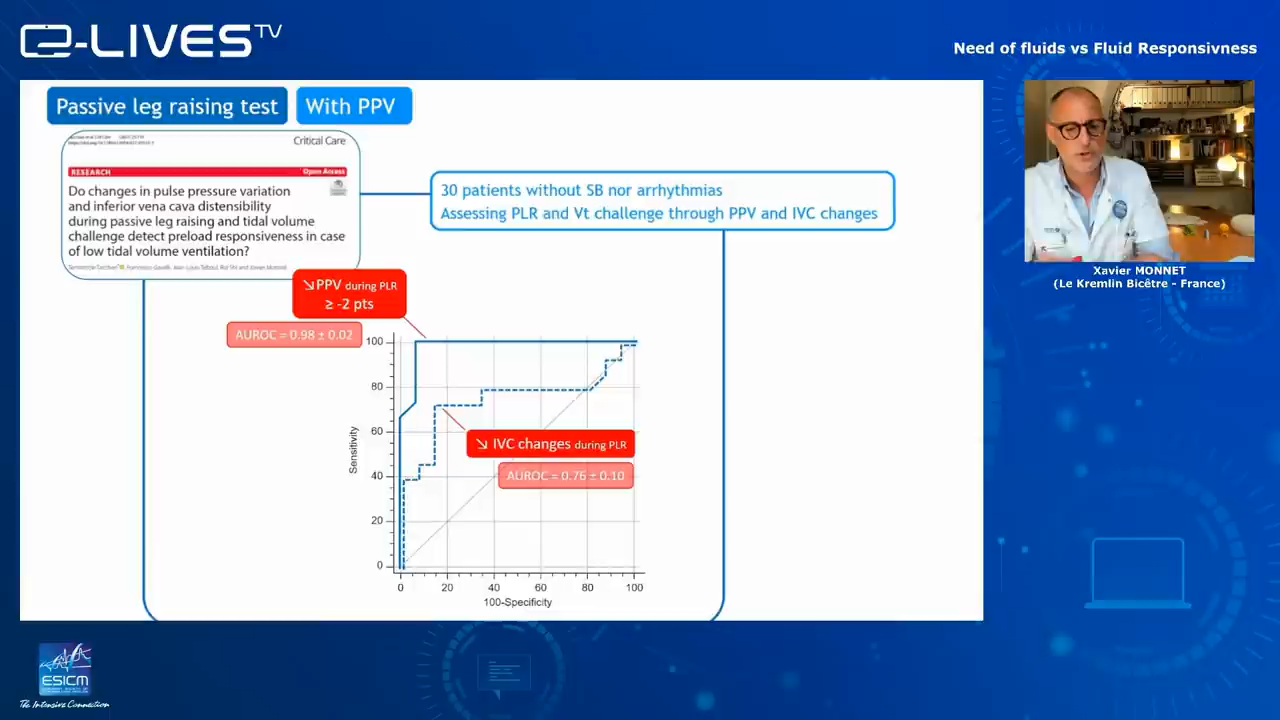 e-LIVES TV
Need of fluids vs Fluid Responsivness
Passive leg raising test
With PPV
Critical Care
RESEARCH
Open Access
Do changes in pulse pressure variation
and inferior vena cava distensibility
during passive leg raising and tidal volume
challenge detect preload responsiveness in case
of low tidal volume ventilation?
30 patients without SB nor arrhythmias
Assessing PLR and Vt challenge through PPV and IVC changes
Xavier MONNET
(Le Kremlin Bicêtre - France)
↘PPV during PLR
≥ -2 pts
AUROC = 0.98 ± 0.02
↘ IVC changes during PLR
AUROC = 0.76 ± 0.10
Sensitivity
100
80
60
40
20
0
0 20 40 60 80 100
100-Specificity
ESICM
The Intensive Connection